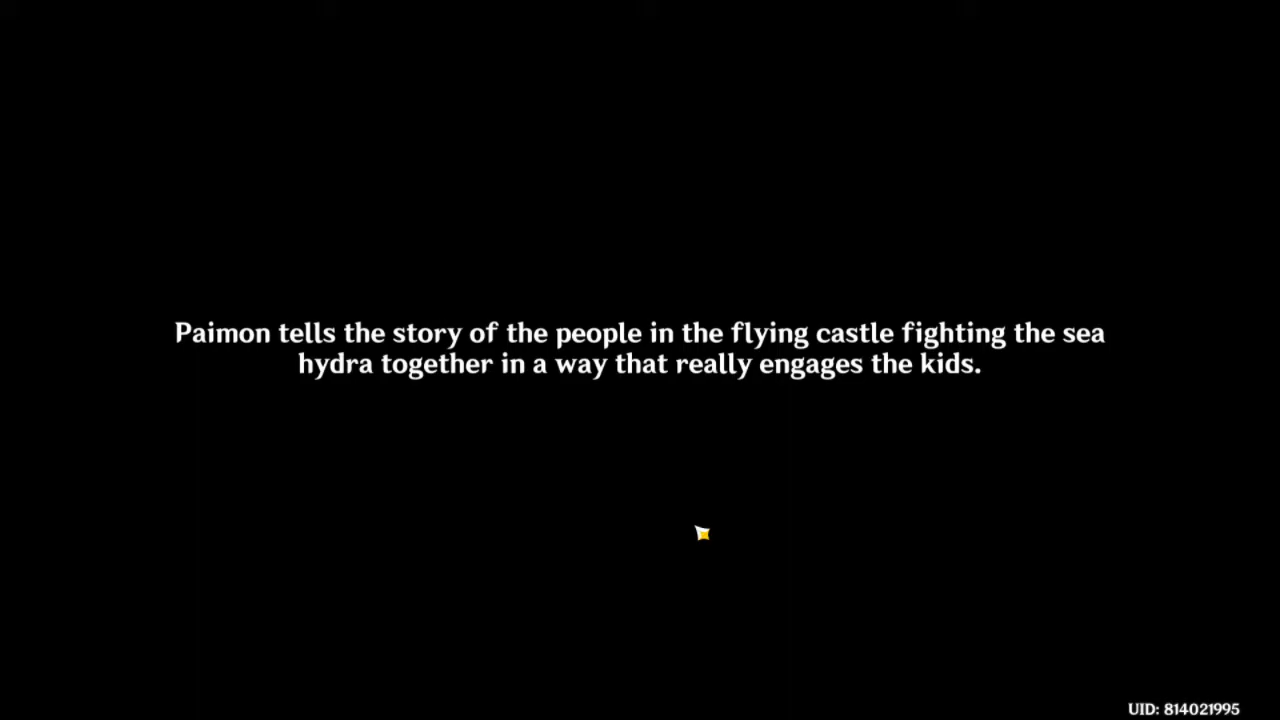 Paimon tells the story of the people in the flying castle fighting the sea
hydra together in a way that really engages the kids.
UID: 814021995